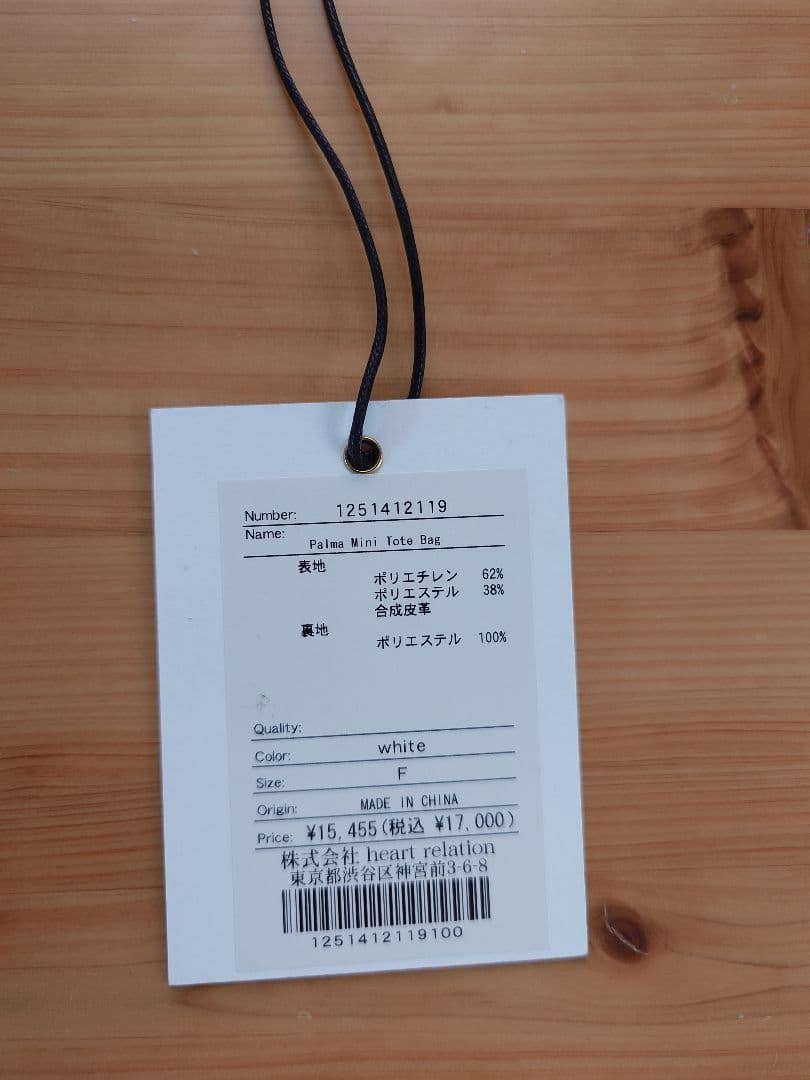 Number: 1251412119
Name: Palma Mini Tote Bag
表地
ポリエチレン 62%
ポリエステル 38%
合成皮革
裏地
ポリエステル 100%
Quality:
Color: white
Size: F
Origin: MADE IN CHINA
Price: ¥15,455(税込 ¥17,000)
株式会社 heart relation
東京都渋谷区神宮前3-6-8
1251412119100